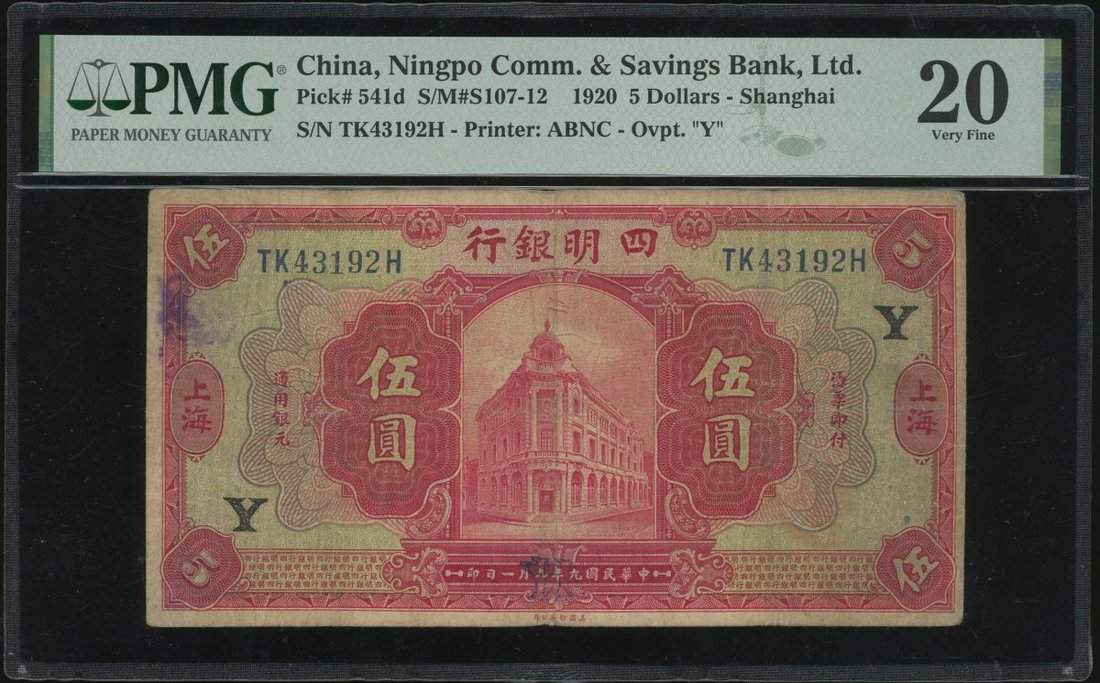 PMG®
PAPER MONEY GUARANTY
China, Ningpo Comm. & Savings Bank, Ltd.
Pick# 541d S/M#S107-12 1920 5 Dollars - Shanghai
S/N TK43192H - Printer: ABNC - Ovpt. "Y"
20
Very Fine
四明銀行
伍
TK43192H
TK43192H
Y
上海
上海
憑票即付
伍圓
伍圓
通用銀元
Y
中華民國九年九月一日印
伍